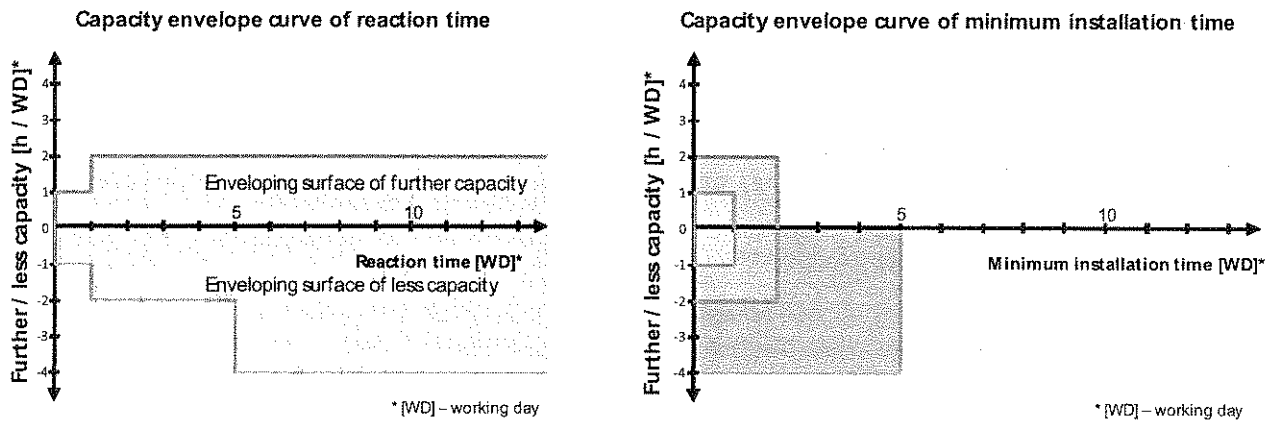 Capacity envelope curve of reaction time
Further / less capacity [h / WD]*
4
3
2
1
0
-1
-2
-3
-4
Enveloping surface of further capacity
5
10
Reaction time [WD]*
Enveloping surface of less capacity
* [WD] – working day
Capacity envelope curve of minimum installation time
Further / less capacity [h / WD]*
4
3
2
1
0
-1
-2
-3
-4
5
10
Minimum installation time [WD]*
* [WD] – working day